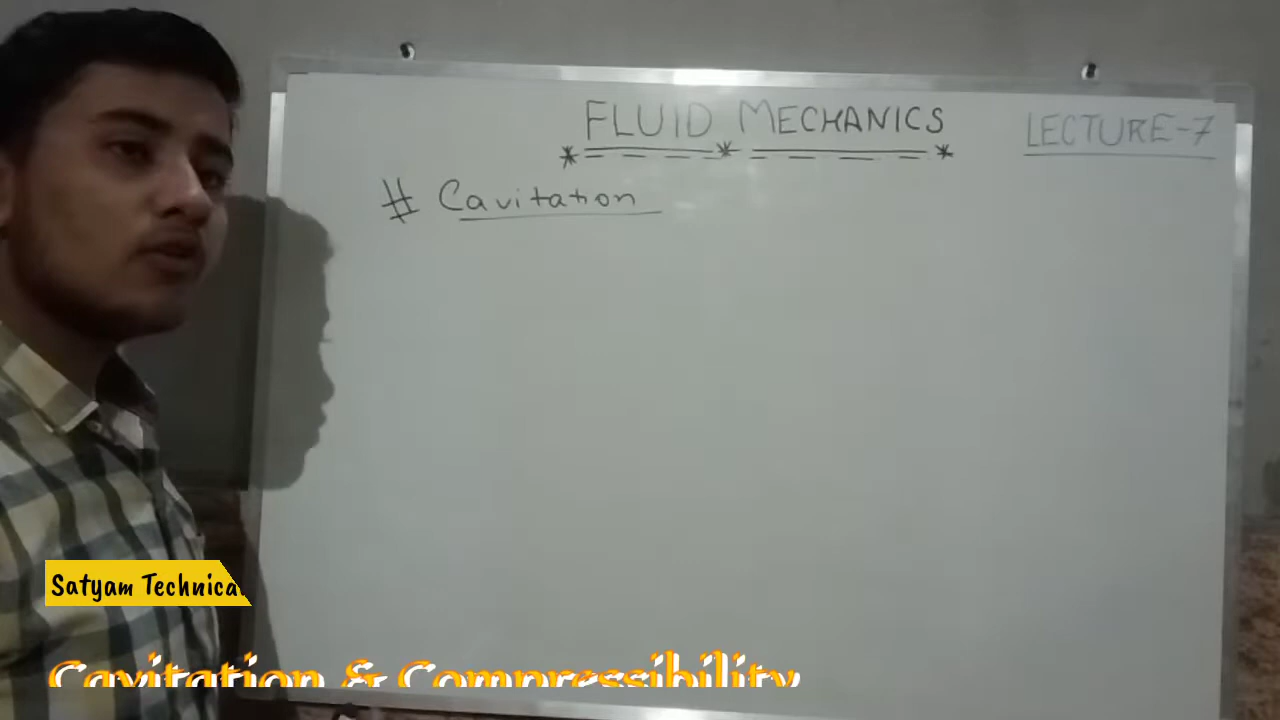 FLUID MECHANICS
LECTURE-7
# Cavitation
Satyam Technical
Cavitation & Compressibility